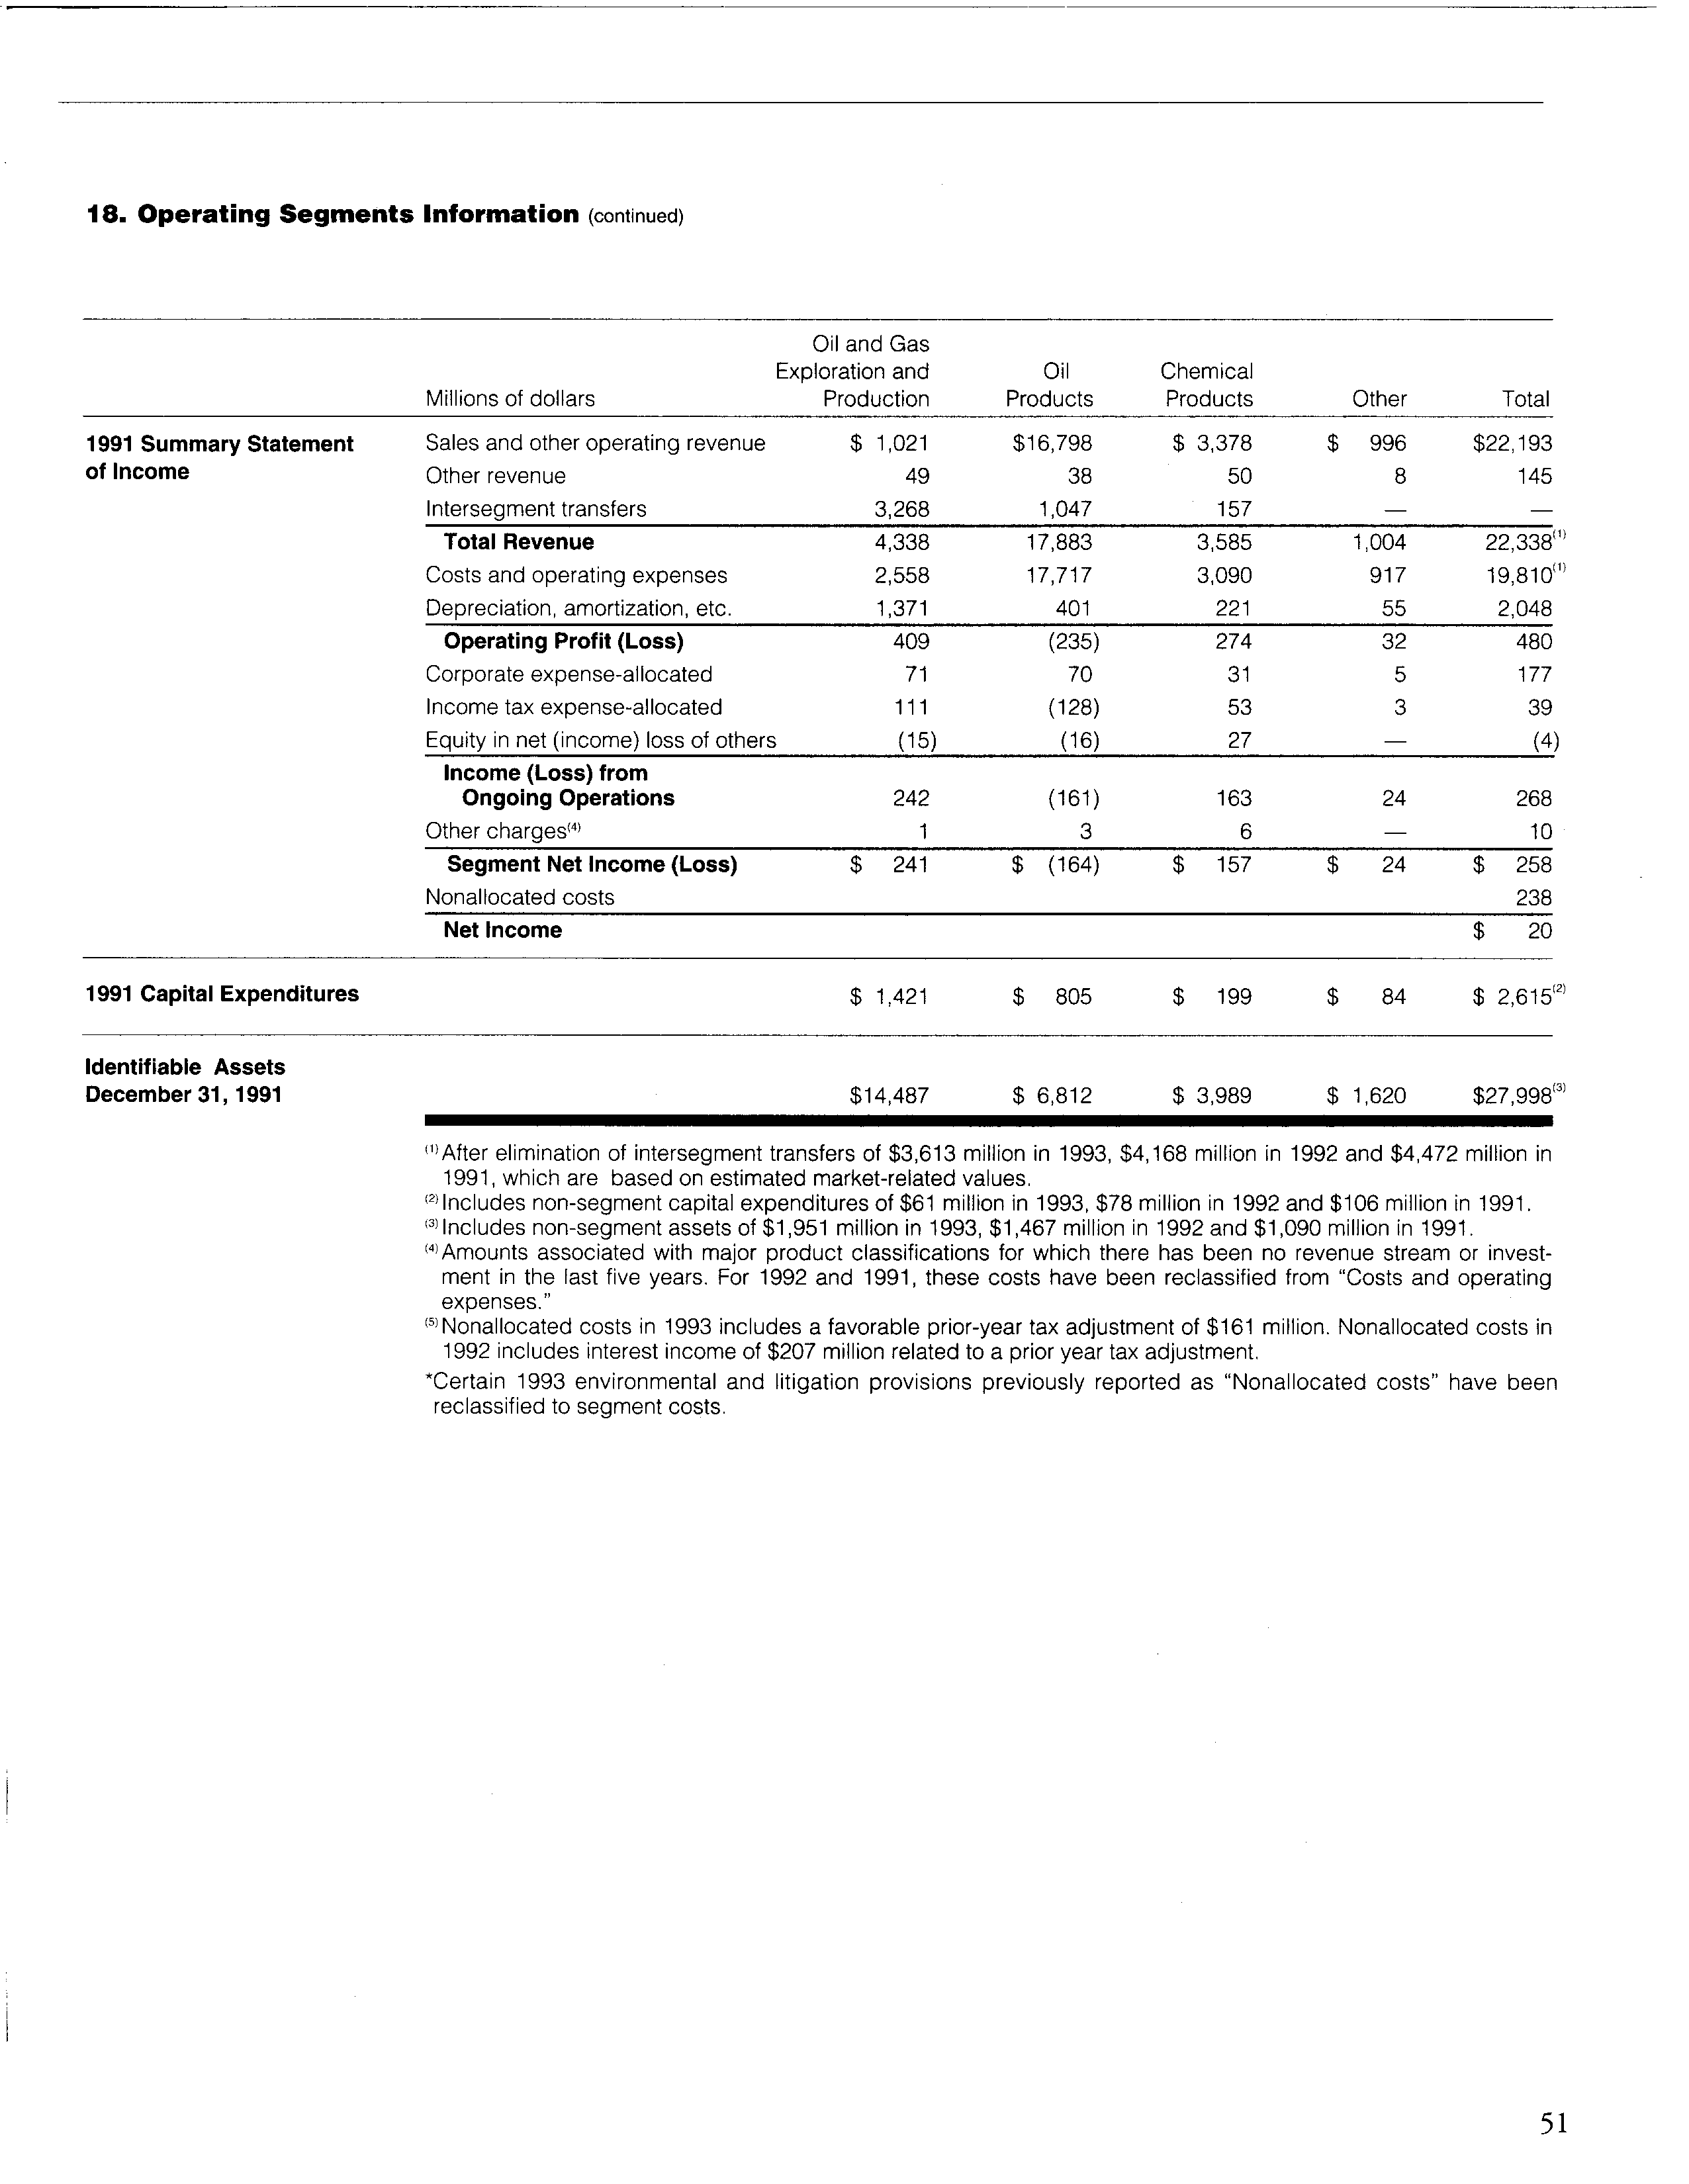 18. Operating Segments Information (continued)
Oil and Gas
Exploration and Oil Chemical
Millions of dollars Production Products Products Other Total
1991 Summary Statement Sales and other operating revenue $ 1,021 $16,798 $ 3,378 $ 996 $22,193
of Income Other revenue 49 38 50 8 145
Intersegment transfers 3,268 1,047 157 — —
Total Revenue 4,338 17,883 3,585 1,004 22,338(1)
Costs and operating expenses 2,558 17,717 3,090 917 19,810(1)
Depreciation, amortization, etc. 1,371 401 221 55 2,048
Operating Profit (Loss) 409 (235) 274 32 480
Corporate expense-allocated 71 70 31 5 177
Income tax expense-allocated 111 (128) 53 3 39
Equity in net (income) loss of others (15) (16) 27 — (4)
Income (Loss) from
Ongoing Operations 242 (161) 163 24 268
Other charges(4) 1 3 6 — 10
Segment Net Income (Loss) $ 241 $ (164) $ 157 $ 24 $ 258
Nonallocated costs 238
Net Income $ 20
1991 Capital Expenditures $ 1,421 $ 805 $ 199 $ 84 $ 2,615(2)
Identifiable Assets
December 31, 1991 $14,487 $ 6,812 $ 3,989 $ 1,620 $27,998(3)
(1) After elimination of intersegment transfers of $3,613 million in 1993, $4,168 million in 1992 and $4,472 million in
1991, which are based on estimated market-related values.
(2) Includes non-segment capital expenditures of $61 million in 1993, $78 million in 1992 and $106 million in 1991.
(3) Includes non-segment assets of $1,951 million in 1993, $1,467 million in 1992 and $1,090 million in 1991.
(4) Amounts associated with major product classifications for which there has been no revenue stream or invest-
ment in the last five years. For 1992 and 1991, these costs have been reclassified from “Costs and operating
expenses.”
(5) Nonallocated costs in 1993 includes a favorable prior-year tax adjustment of $161 million. Nonallocated costs in
1992 includes interest income of $207 million related to a prior year tax adjustment.
*Certain 1993 environmental and litigation provisions previously reported as “Nonallocated costs” have been
reclassified to segment costs.
51